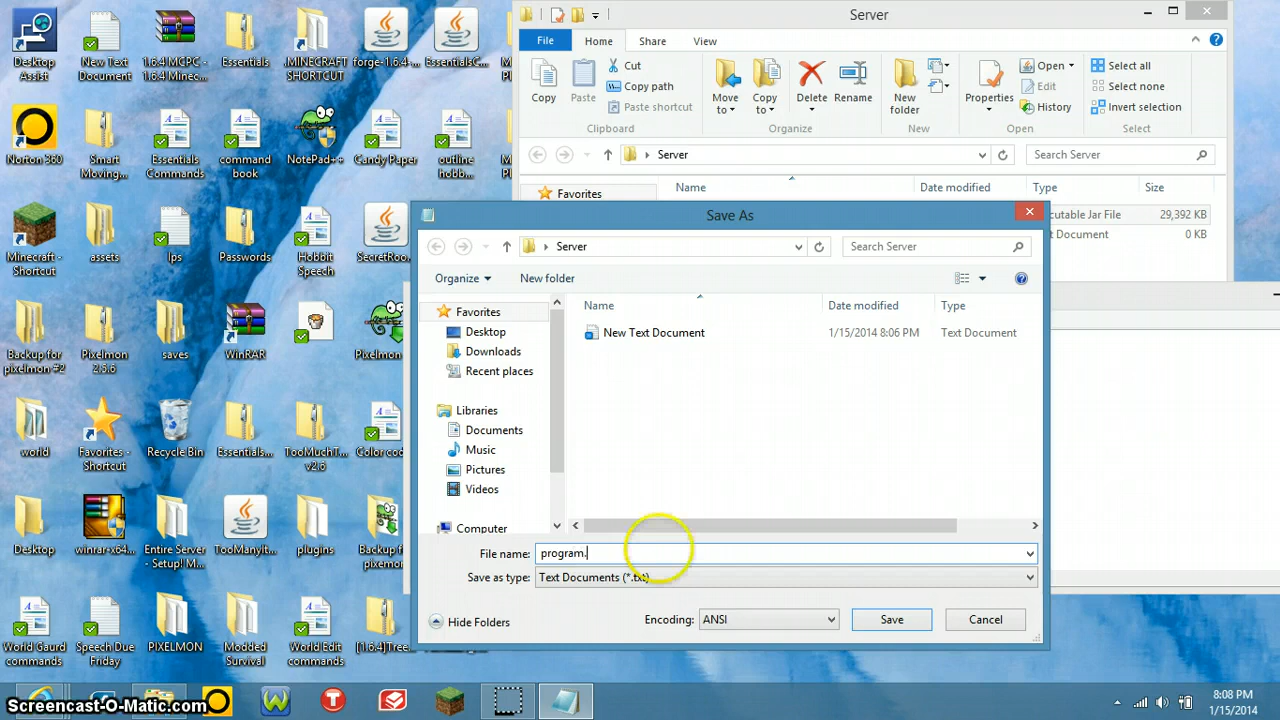 Desktop
Assist
New Text
Document
1.6.4 MCPC -
1.6.4 Minec...
Essentials
.MINECRAFT
SHORTCUT
forge-1.6.4-...
EssentialsC...
Norton 360
Smart
Moving...
Essentials
Commands
command
book
NotePad++
Candy Paper
outline
hobb...
Minecraft -
Shortcut
assets
Ips
Passwords
Hobbit
Speech
SecretRoo...
Backup for
pixelmon #2
Pixelmon
2.5.6
saves
WinRAR
Pixelmon
world
Favorites -
Shortcut
Recycle Bin
Essentials...
TooMuchT...
v2.6
Color cod
Desktop
winrar-x64...
Entire Server
- Setup! M...
TooManyIt...
plugins
Backup fo
pixemon
World Gaurd
commands
Speech Due
Friday
PIXELMON
Modded
Survival
World Edit
commands
[1.6.4]Tree...
Server
File
Home
Share
View
Copy
Paste
Cut
Copy path
Paste shortcut
Clipboard
Move
to
Copy
to
Delete
Rename
Organize
New
folder
New
Properties
Open
Edit
History
Open
Select all
Select none
Invert selection
Select
Server
Search Server
Favorites
Name
Date modified
Type
Size
cutable Jar File
29,392 KB
t Document
0 KB
Save As
Server
Search Server
Organize
New folder
Favorites
Desktop
Downloads
Recent places
Libraries
Documents
Music
Pictures
Videos
Computer
Name
Date modified
Type
New Text Document
1/15/2014 8:06 PM
Text Document
File name: program.
Save as type: Text Documents (*.txt)
Hide Folders
Encoding: ANSI
Save
Cancel
Screencast-O-Matic.com
8:08 PM
1/15/2014